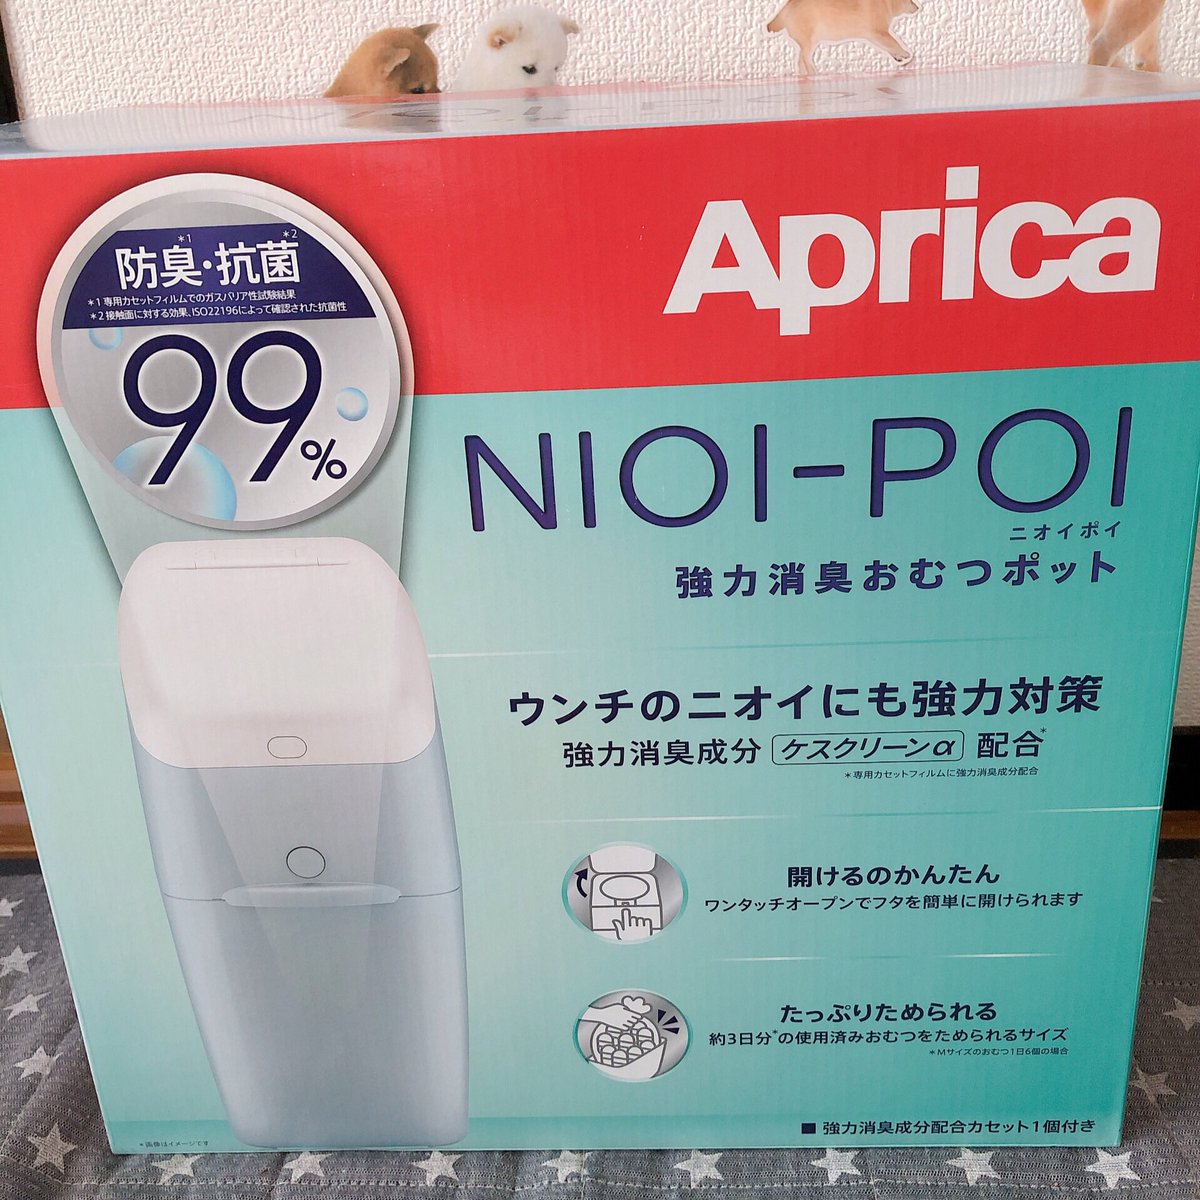 Aprica
防臭*1・抗菌*2
*1 専用カセットフィルムでのガスバリア性試験結果
*2 接触面に対する効果、ISO22196によって確認された抗菌性
99%
NIOI-POI
ニオイポイ
強力消臭おむつポット
ウンチのニオイにも強力対策
強力消臭成分 ケスクリーンα 配合*
*専用カセットフィルムに強力消臭成分配合
開けるのかんたん
ワンタッチオープンでフタを簡単に開けられます
たっぷりためられる
約3日分*の使用済みおむつをためられるサイズ
*Mサイズのおむつ1日6個の場合
■ 強力消臭成分配合カセット1個付き
*画像はイメージです